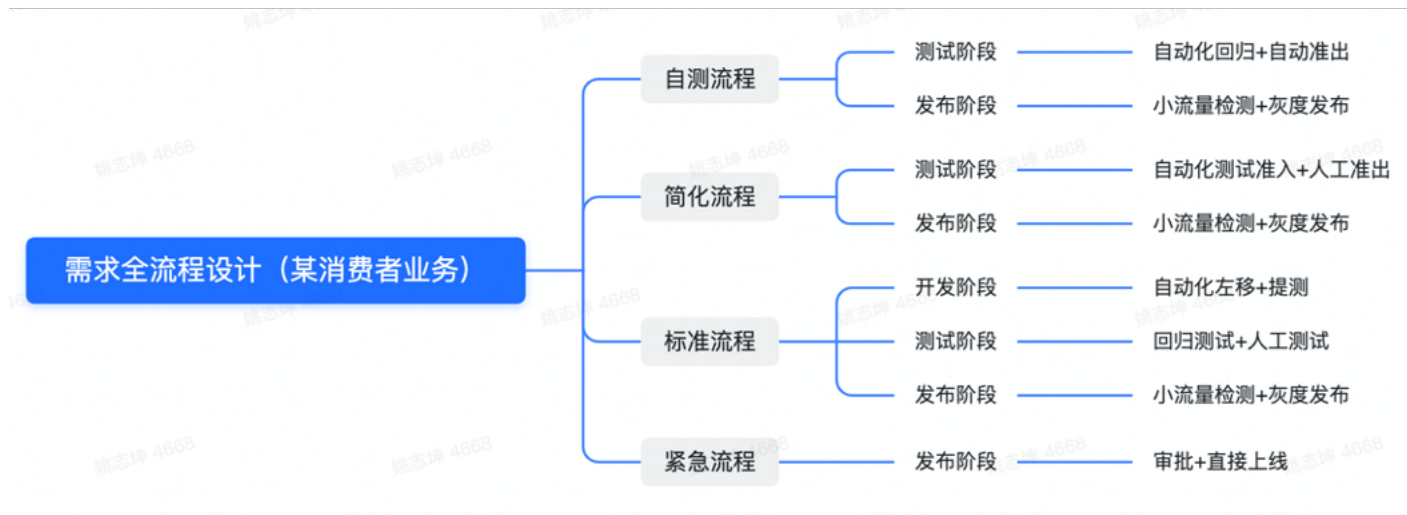 需求全流程设计（某消费者业务）
自测流程
测试阶段
自动化回归+自动准出
发布阶段
小流量检测+灰度发布
简化流程
测试阶段
自动化测试准入+人工准出
发布阶段
小流量检测+灰度发布
标准流程
开发阶段
自动化左移+提测
测试阶段
回归测试+人工测试
发布阶段
小流量检测+灰度发布
紧急流程
发布阶段
审批+直接上线
姚志坤 4668